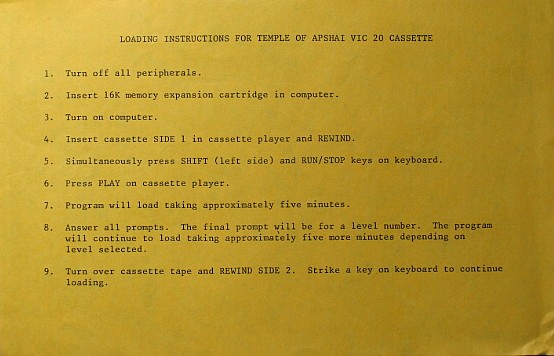 LOADING INSTRUCTIONS FOR TEMPLE OF APSHAI VIC 20 CASSETTE
1. Turn off all peripherals.
2. Insert 16K memory expansion cartridge in computer.
3. Turn on computer.
4. Insert cassette SIDE 1 in cassette player and REWIND.
5. Simultaneously press SHIFT (left side) and RUN/STOP keys on keyboard.
6. Press PLAY on cassette player.
7. Program will load taking approximately five minutes.
8. Answer all prompts. The final prompt will be for a level number. The program
will continue to load taking approximately five more minutes depending on
level selected.
9. Turn over cassette tape and REWIND SIDE 2. Strike a key on keyboard to continue
loading.